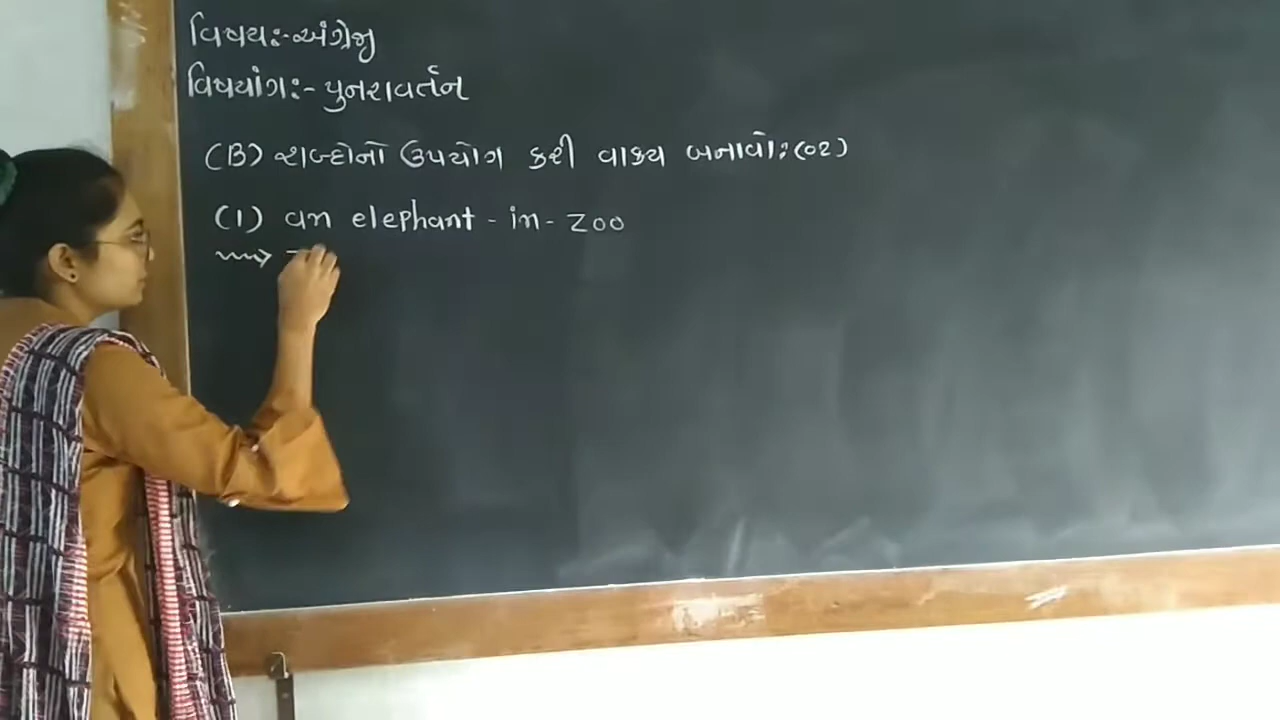 વિષય:-અંગ્રેજી
વિષયાંગ:- પુનરાવર્તન
(B) શબ્દોનો ઉપયોગ કરી વાક્ય બનાવો:(02)
(1) an elephant - in - zoo